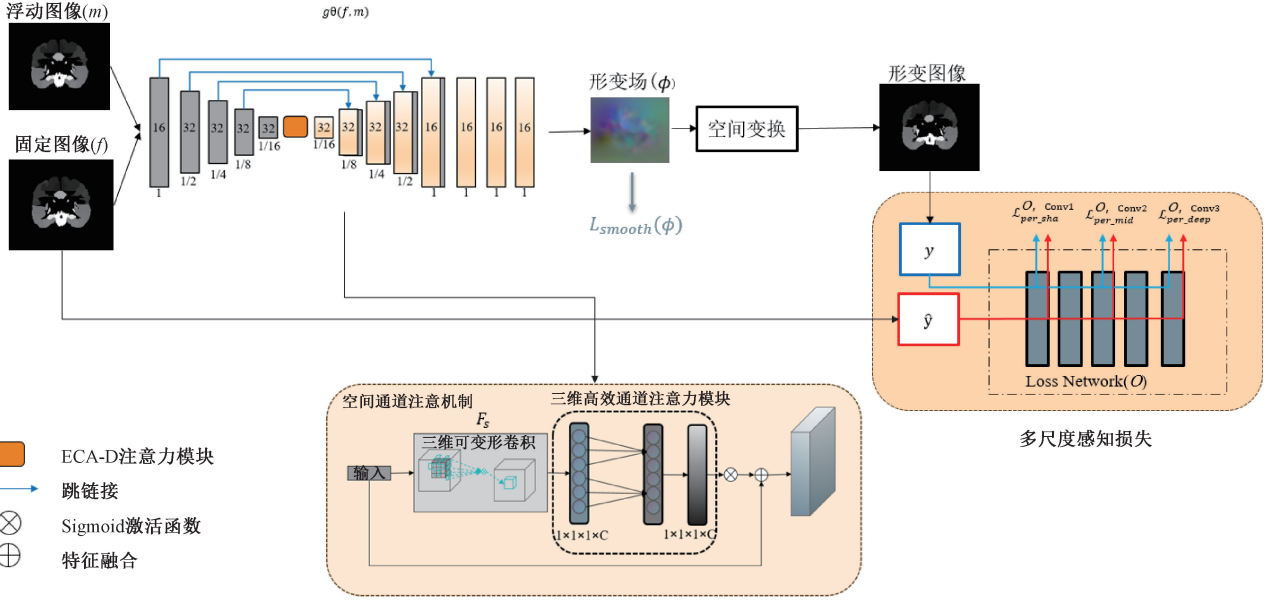 浮动图像(m)
gθ(f,m)
固定图像(f)
16
32
32
32
32
32
32
32
32
16
16
16
16
1
1/2
1/4
1/8
1/16
1/16
1/8
1/4
1/2
1
1
1
1
形变场(ϕ)
L_smooth(ϕ)
空间变换
形变图像
ℒ_per_sha^O, Conv1
ℒ_per_mid^O, Conv2
ℒ_per_deep^O, Conv3
y
ŷ
Loss Network(O)
多尺度感知损失
空间通道注意机制
F_s
三维可变形卷积
三维高效通道注意力模块
输入
1×1×1×C
1×1×1×C
ECA-D注意力模块
跳链接
Sigmoid激活函数
特征融合